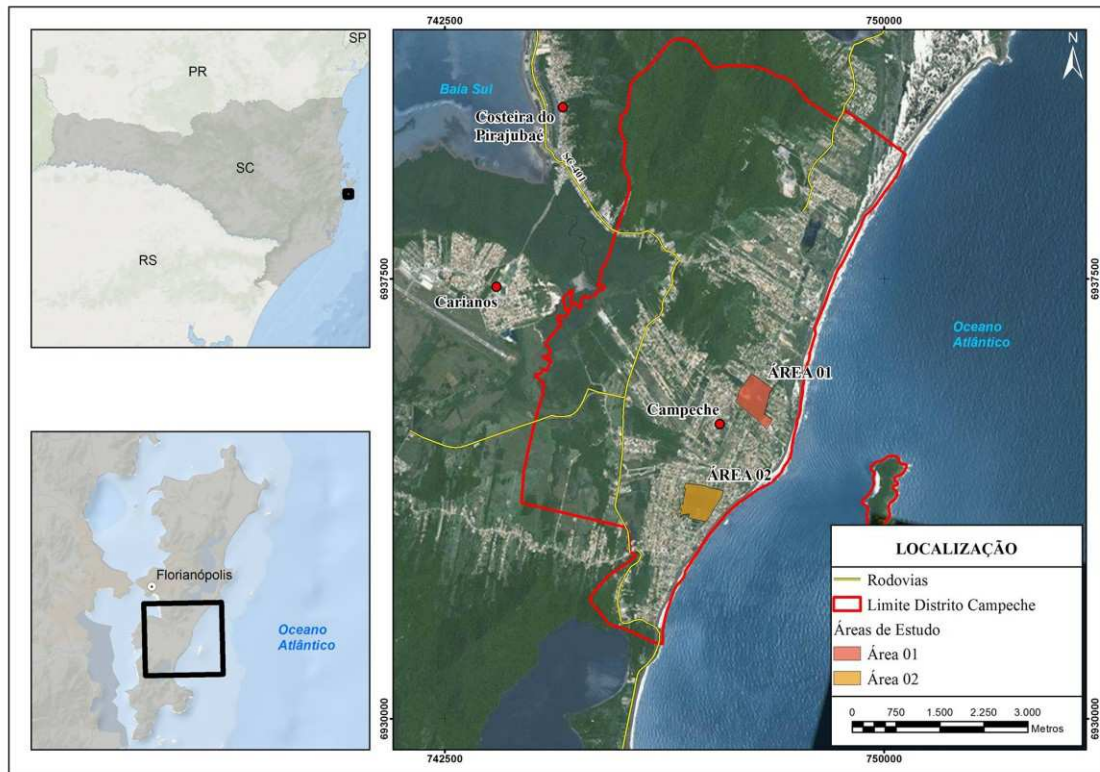 SP
PR
SC
RS
Florianópolis
Oceano
Atlântico
742500
750000
N
Baía Sul
Costeira do
Pirajubaé
SC-401
Carianos
6937500
6937500
Oceano
Atlântico
ÁREA 01
Campeche
ÁREA 02
LOCALIZAÇÃO
Rodovias
Limite Distrito Campeche
Áreas de Estudo
Área 01
Área 02
0 750 1.500 2.250 3.000
Metros
6930000
6930000
742500
750000